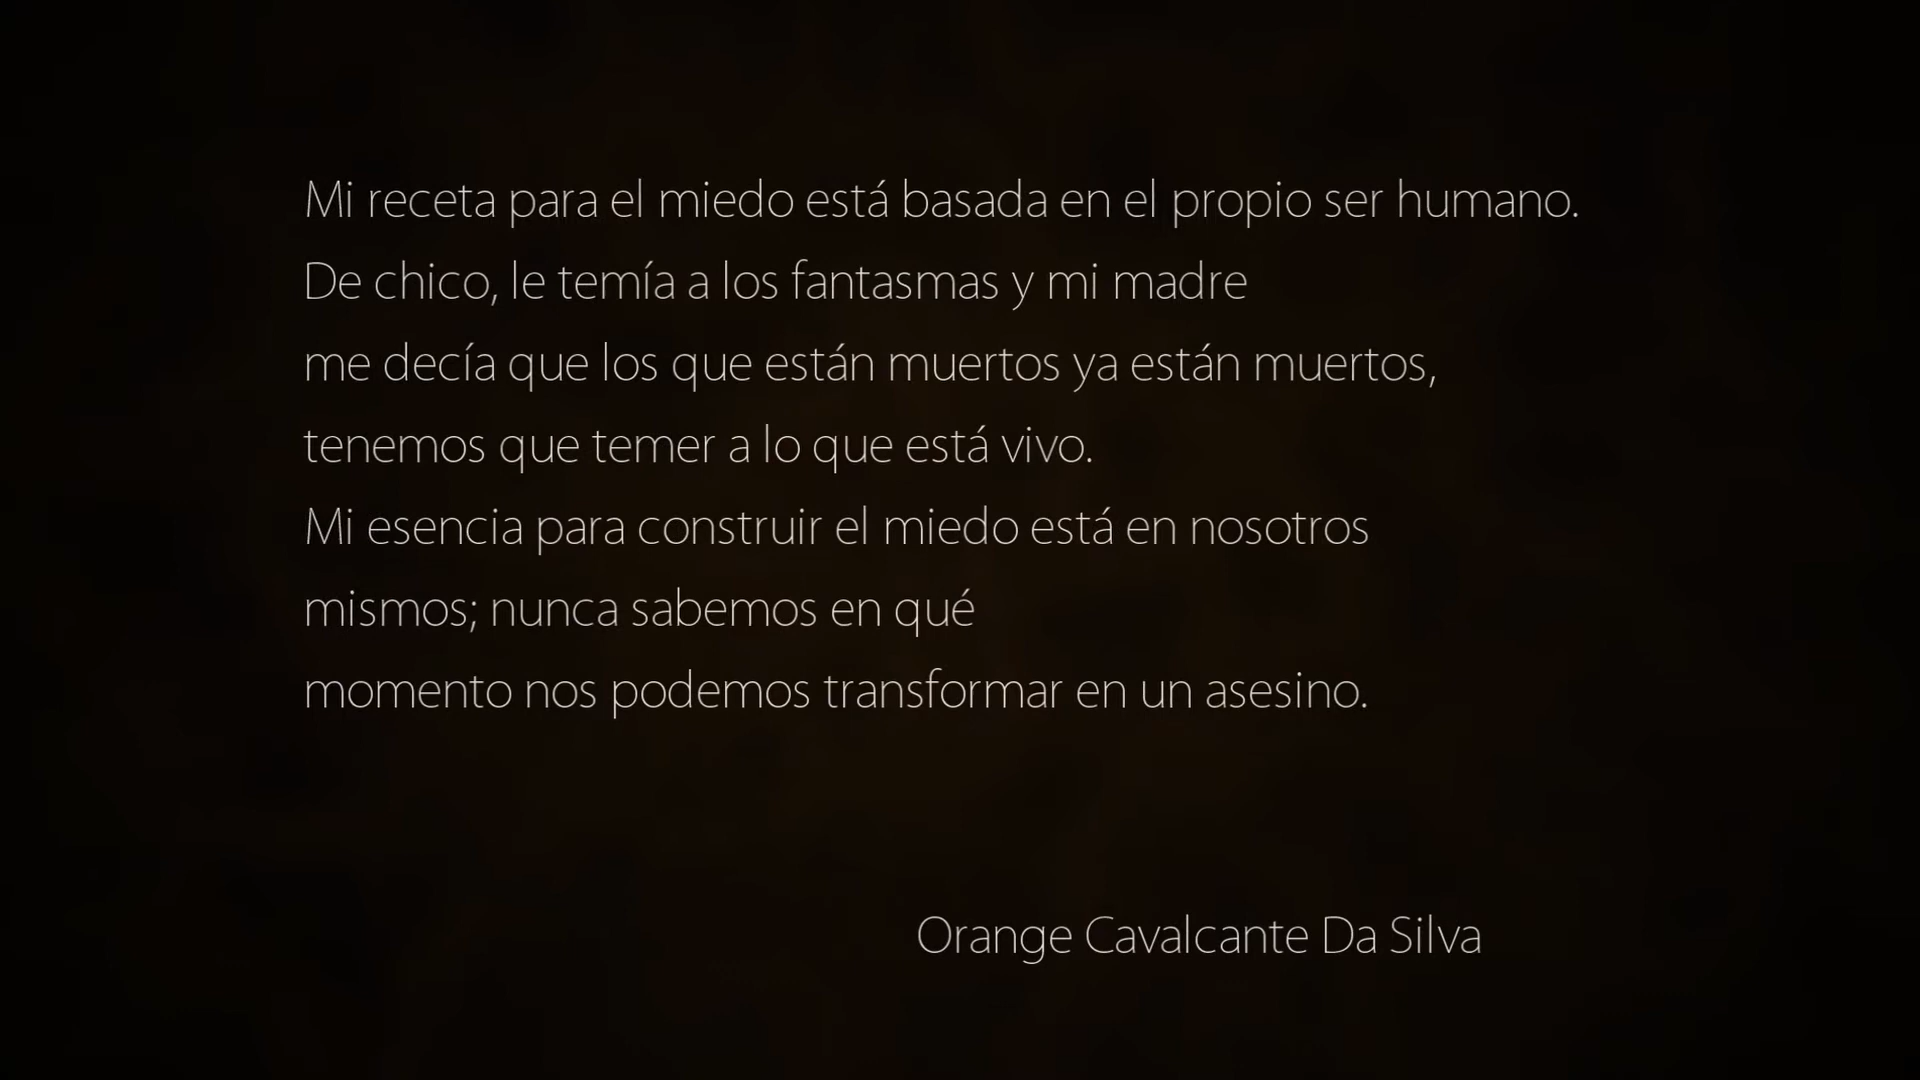 Mi receta para el miedo está basada en el propio ser humano.
De chico, le temía a los fantasmas y mi madre
me decía que los que están muertos ya están muertos,
tenemos que temer a lo que está vivo.
Mi esencia para construir el miedo está en nosotros
mismos; nunca sabemos en qué
momento nos podemos transformar en un asesino.
Orange Cavalcante Da Silva